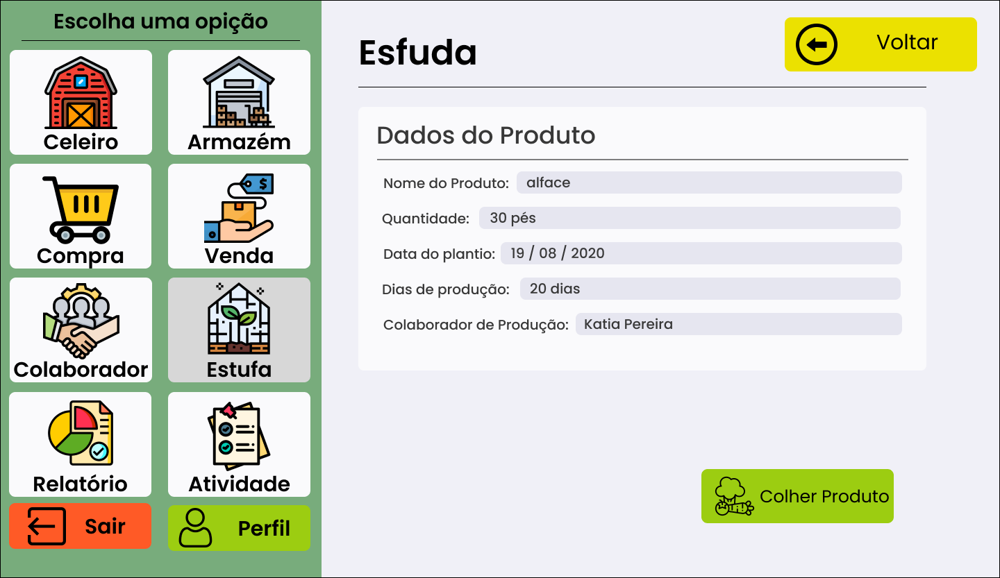 Escolha uma opição
Celeiro
Armazém
Compra
Venda
Colaborador
Estufa
Relatório
Atividade
Sair
Perfil
Esfuda
Voltar
Dados do Produto
Nome do Produto: alface
Quantidade: 30 pés
Data do plantio: 19 / 08 / 2020
Dias de produção: 20 dias
Colaborador de Produção: Katia Pereira
Colher Produto